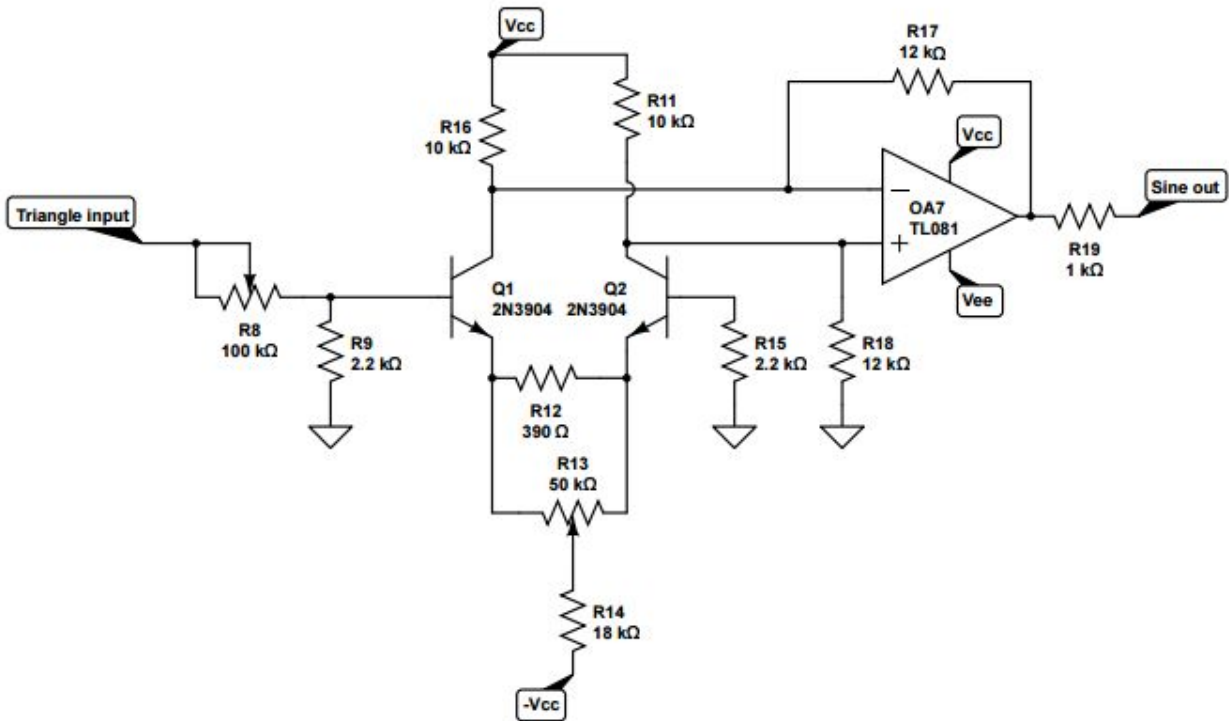 Vcc
R17
12 kΩ
R11
10 kΩ
R16
10 kΩ
Vcc
Triangle input
−
OA7
TL081
+
Sine out
R19
1 kΩ
Vee
Q1
2N3904
Q2
2N3904
R8
100 kΩ
R9
2.2 kΩ
R15
2.2 kΩ
R18
12 kΩ
R12
390 Ω
R13
50 kΩ
R14
18 kΩ
-Vcc